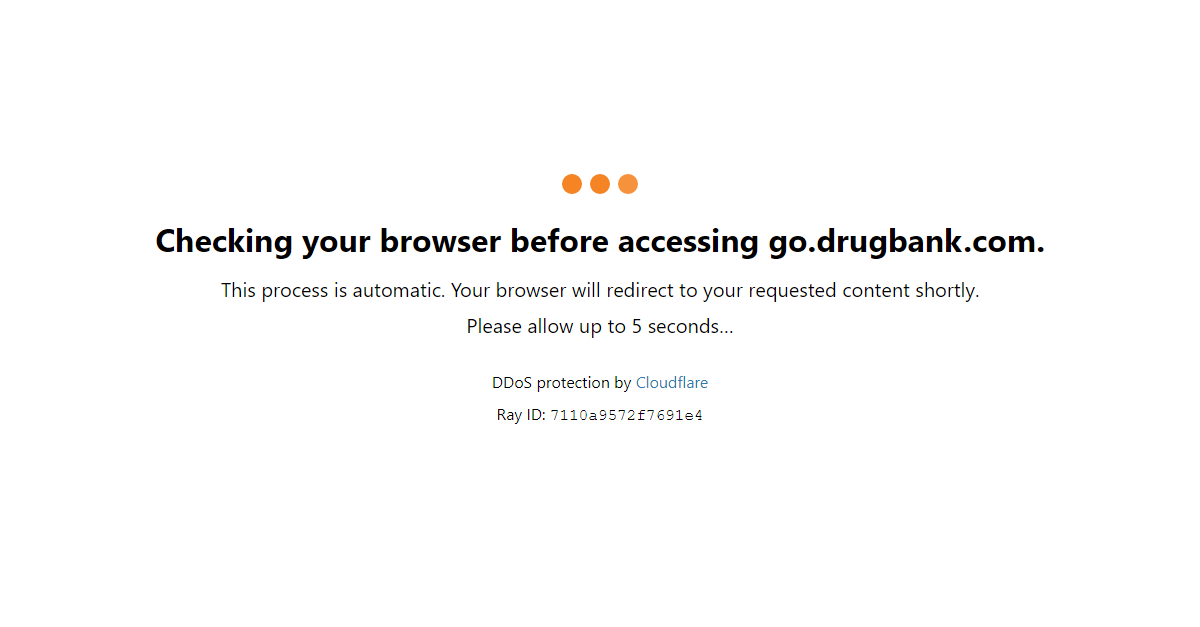 Checking your browser before accessing go.drugbank.com.
This process is automatic. Your browser will redirect to your requested content shortly.
Please allow up to 5 seconds...
DDoS protection by Cloudflare
Ray ID: 7110a9572f7691e4